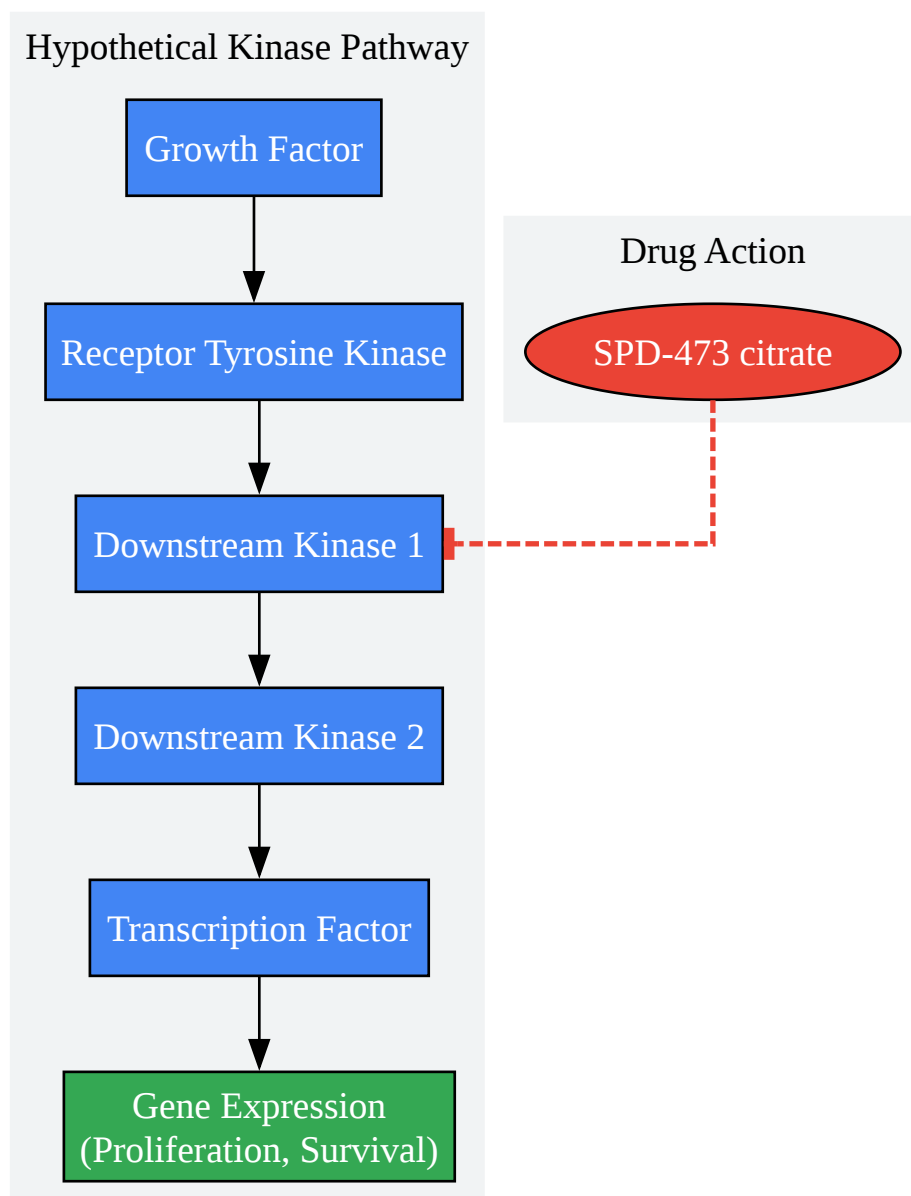 Hypothetical Kinase Pathway
Growth Factor
Receptor Tyrosine Kinase
Downstream Kinase 1
Downstream Kinase 2
Transcription Factor
Gene Expression
(Proliferation, Survival)
Drug Action
SPD-473 citrate